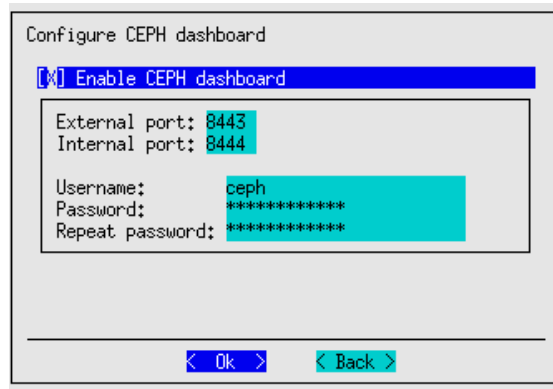 Configure CEPH dashboard
[X] Enable CEPH dashboard
External port: 8443
Internal port: 8444
Username: ceph
Password: ************
Repeat password: ************
< Ok > < Back >